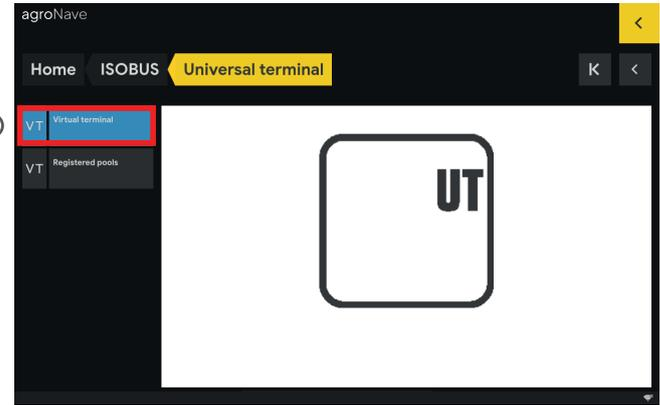 agroNave
Home ISOBUS Universal terminal
VT Virtual terminal
VT Registered pools
UT